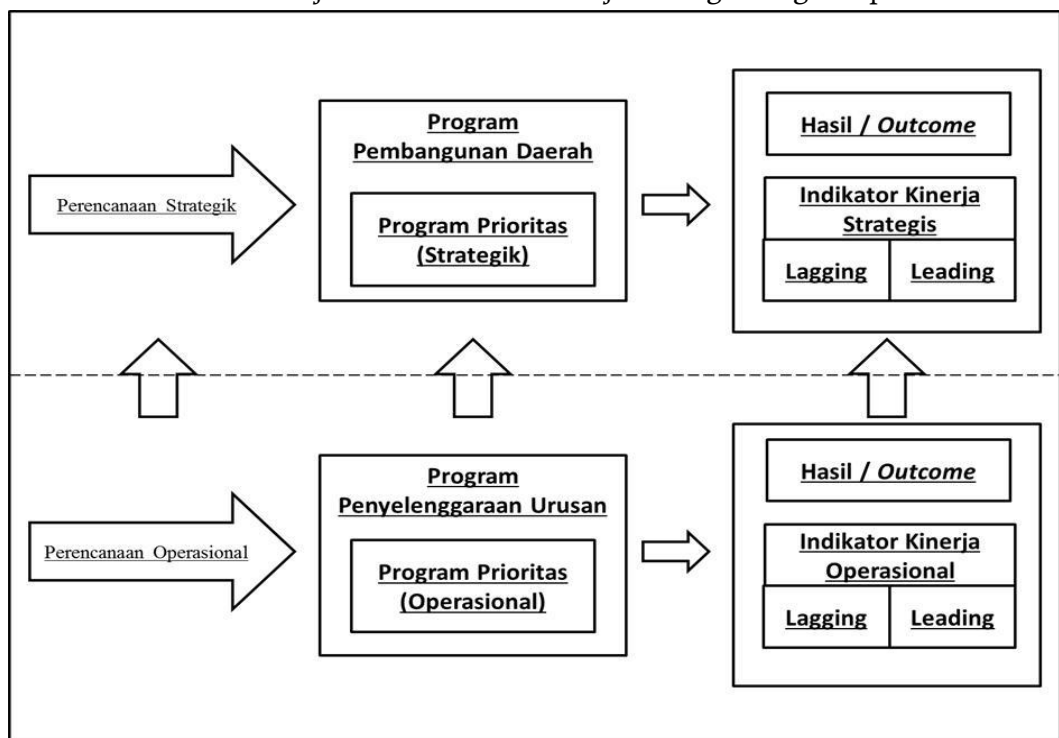 Perencanaan Strategik
Program
Pembangunan Daerah
Program Prioritas
(Strategik)
Hasil / Outcome
Indikator Kinerja
Strategis
Lagging
Leading
Perencanaan Operasional
Program
Penyelenggaraan Urusan
Program Prioritas
(Operasional)
Hasil / Outcome
Indikator Kinerja
Operasional
Lagging
Leading